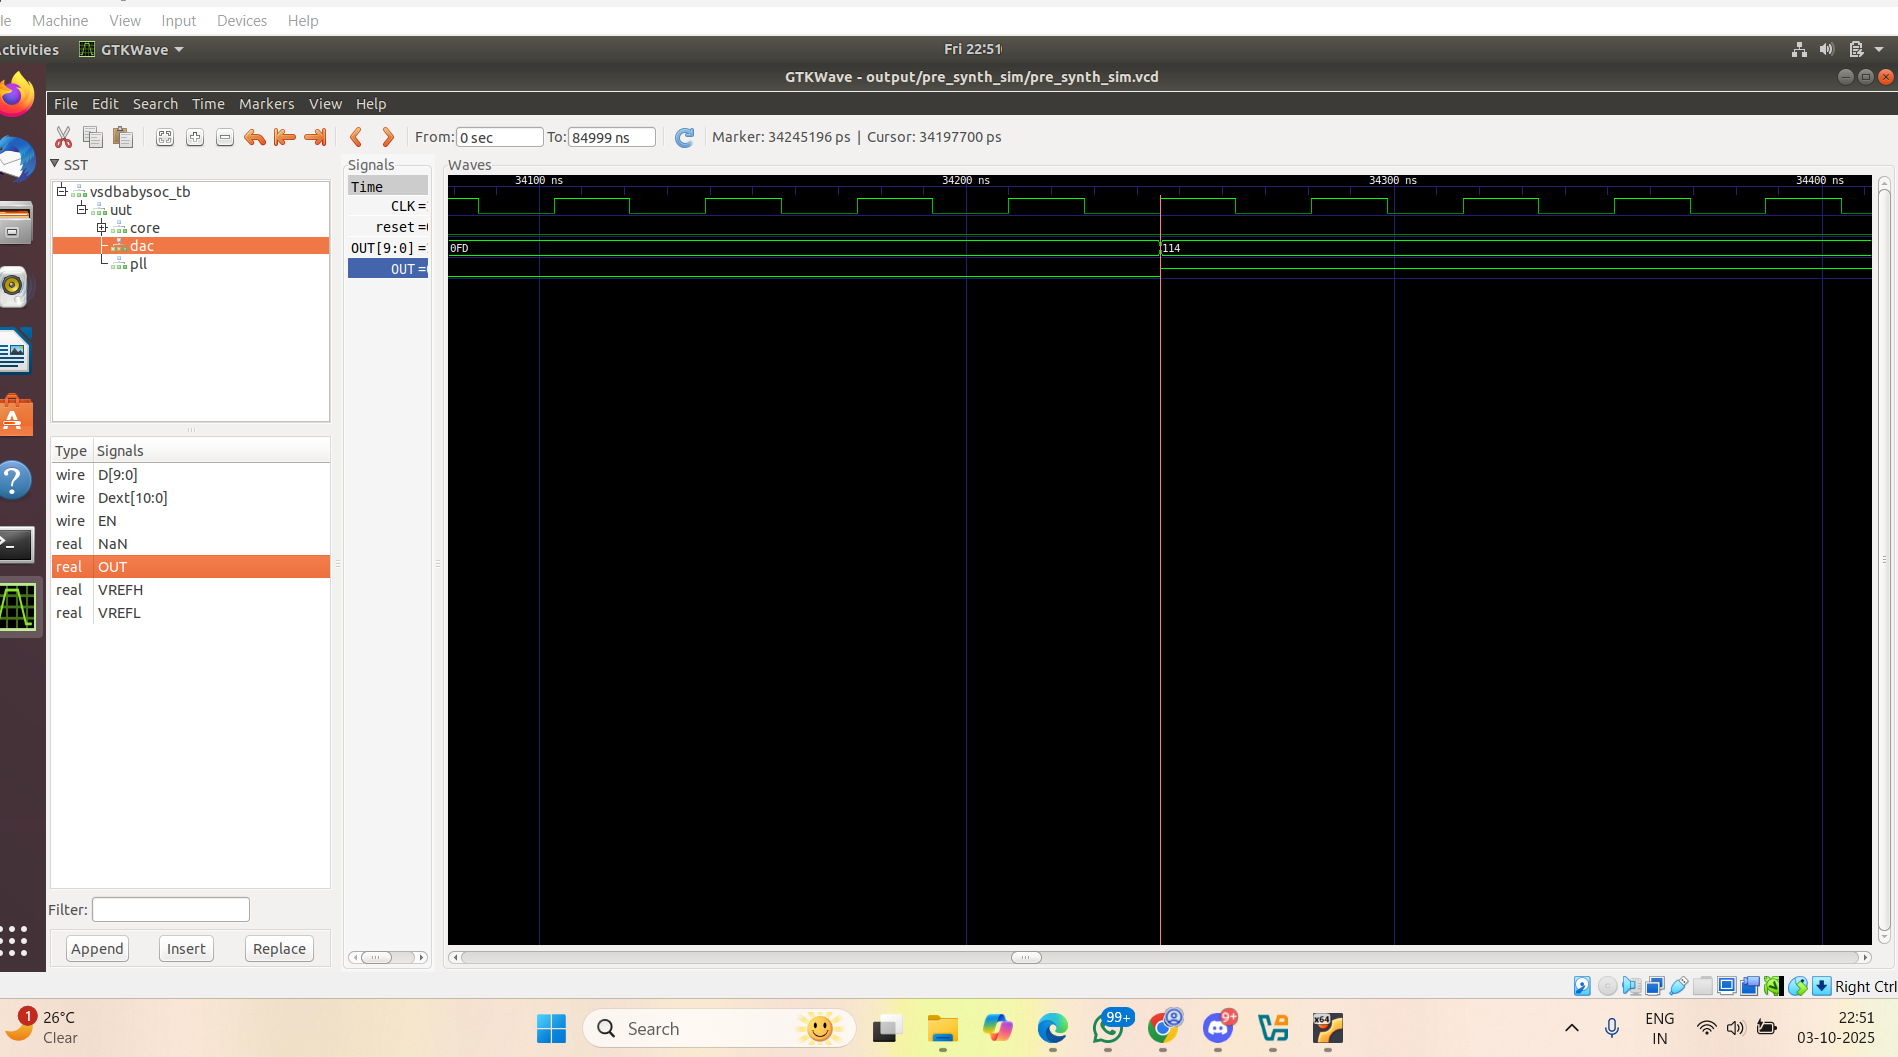 le Machine View Input Devices Help
ctivities GTKWave Fri 22:51
GTKWave - output/pre_synth_sim/pre_synth_sim.vcd
File Edit Search Time Markers View Help
From: 0 sec To: 84999 ns Marker: 34245196 ps | Cursor: 34197700 ps
SST
vsdbabysoc_tb
uut
core
dac
pll
Type Signals
wire D[9:0]
wire Dext[10:0]
wire EN
real NaN
real OUT
real VREFH
real VREFL
Filter:
Append Insert Replace
Signals
Time
CLK =
reset =
OUT[9:0] =
OUT =
Waves
34100 ns 34200 ns 34300 ns 34400 ns
0FD 114
Right Ctrl
1
26°C
Clear
Search
99+
9+
x64
ENG
IN
22:51
03-10-2025